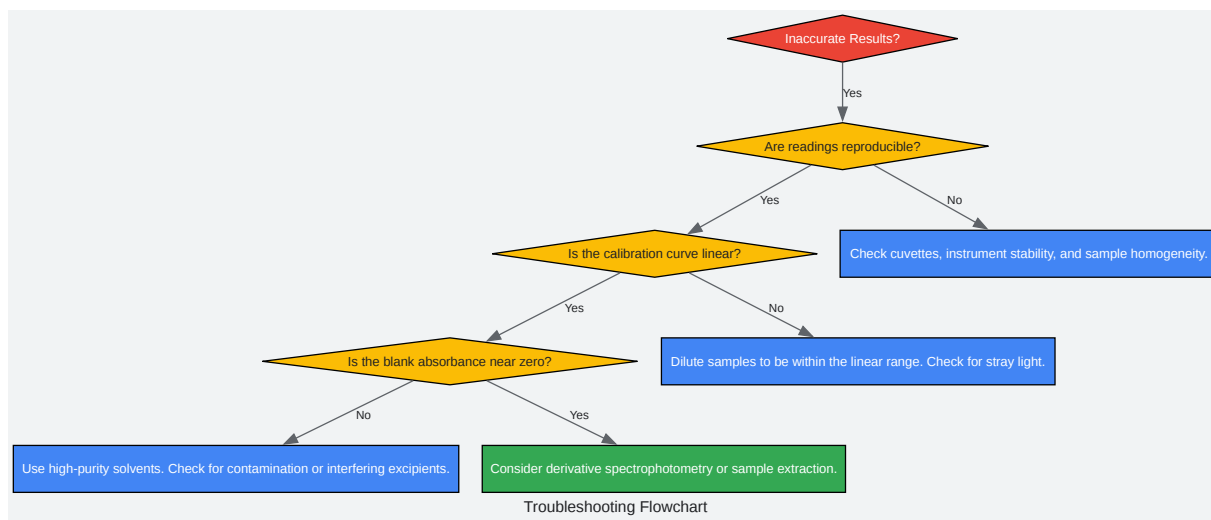 Inaccurate Results?
Yes
Are readings reproducible?
Yes
No
Is the calibration curve linear?
Check cuvettes, instrument stability, and sample homogeneity.
Yes
No
Is the blank absorbance near zero?
Dilute samples to be within the linear range. Check for stray light.
No
Yes
Use high-purity solvents. Check for contamination or interfering excipients.
Consider derivative spectrophotometry or sample extraction.
Troubleshooting Flowchart